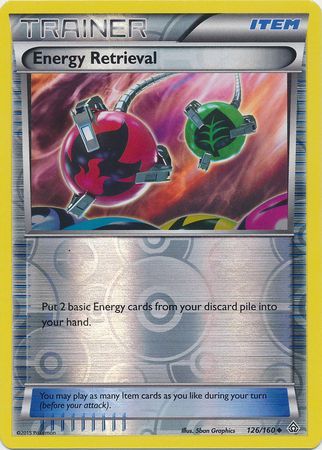 TRAINER
ITEM
Energy Retrieval
Put 2 basic Energy cards from your discard pile into
your hand.
You may play as many Item cards as you like during your turn
(before your attack).
©2015 Pokémon
Illus. 5ban Graphics
126/160